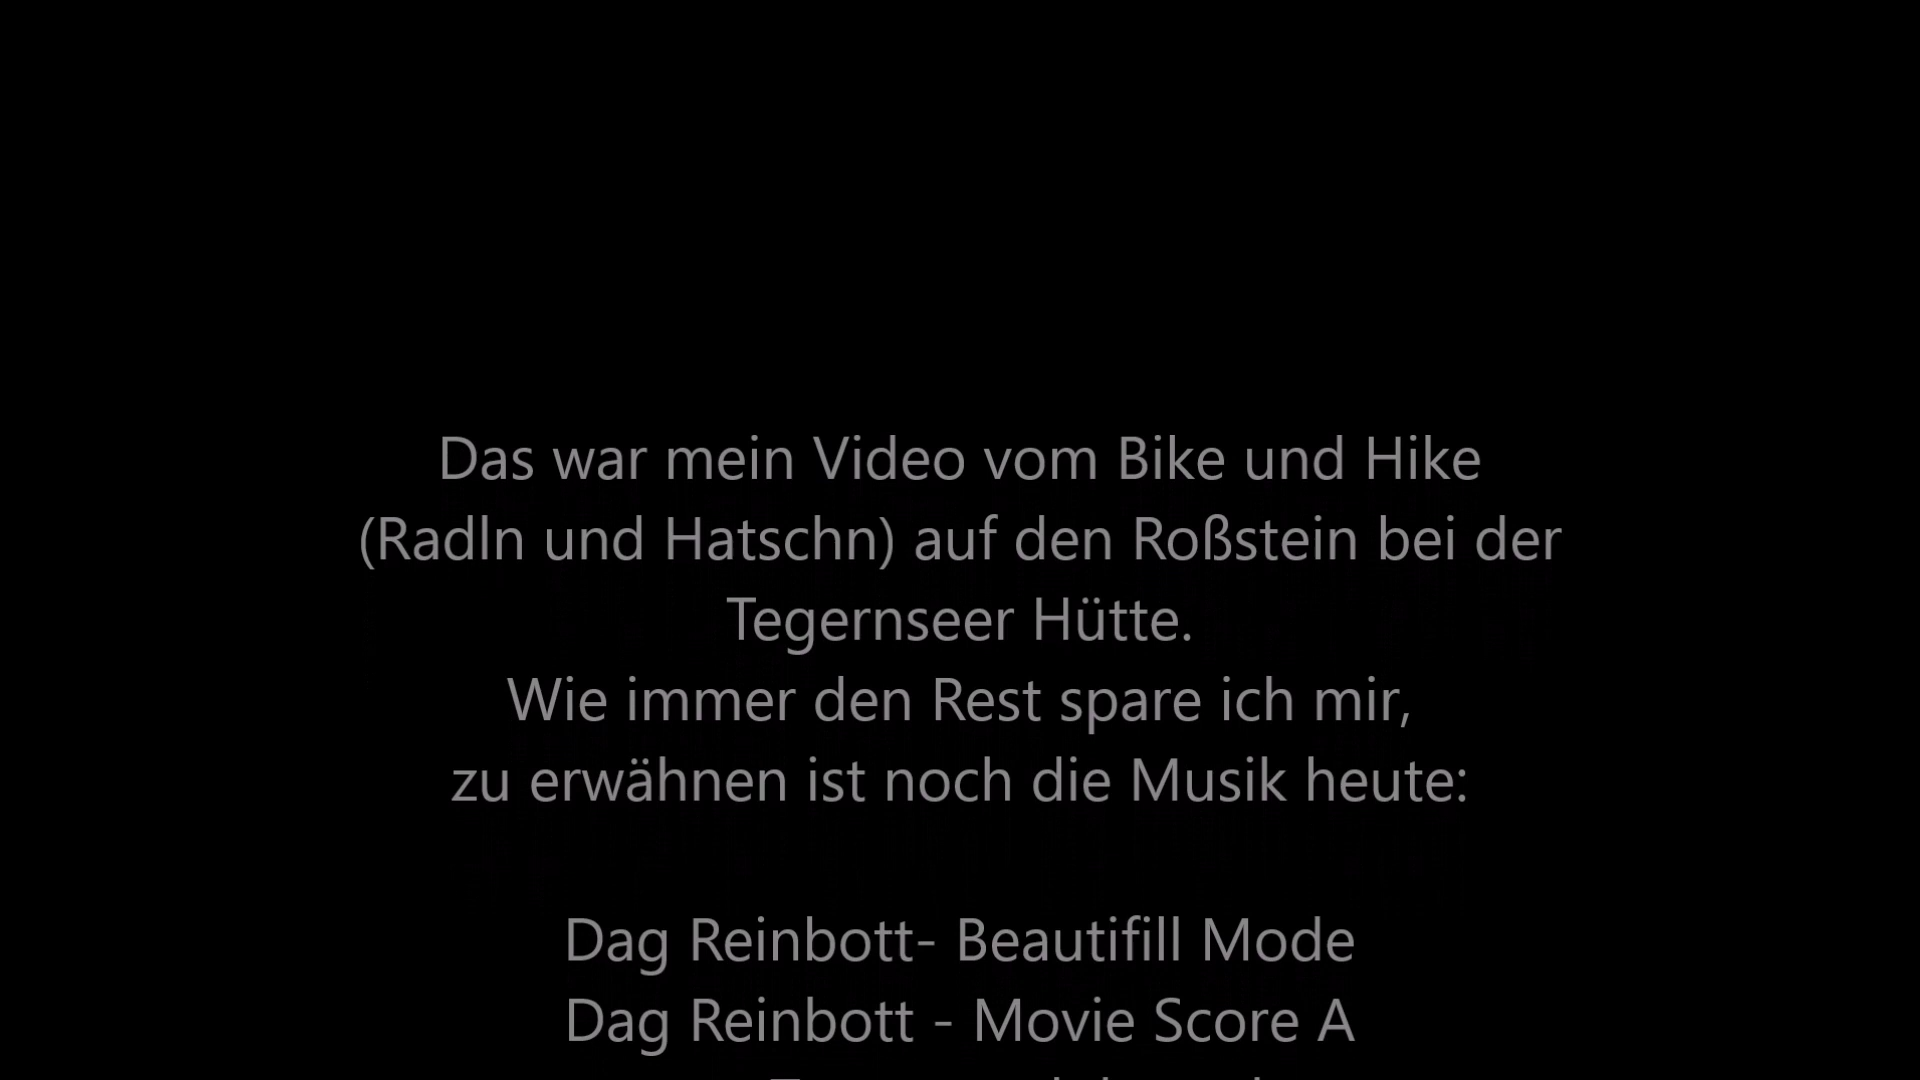 Das war mein Video vom Bike und Hike
(Radln und Hatschn) auf den Roßstein bei der
Tegernseer Hütte.
Wie immer den Rest spare ich mir,
zu erwähnen ist noch die Musik heute:
Dag Reinbott- Beautifill Mode
Dag Reinbott - Movie Score A